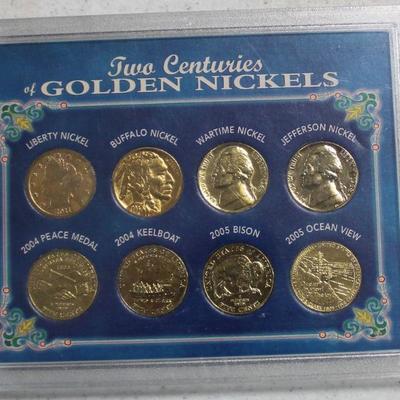 Two Centuries
of GOLDEN NICKELS
LIBERTY NICKEL BUFFALO NICKEL WARTIME NICKEL JEFFERSON NICKEL
2004 PEACE MEDAL 2004 KEELBOAT 2005 BISON 2005 OCEAN VIEW